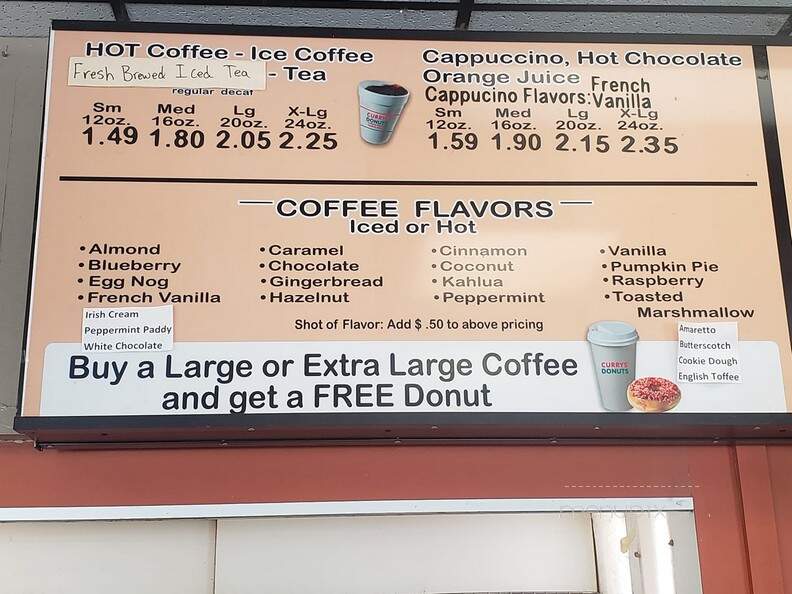 HOT Coffee - Ice Coffee
Fresh Brewed Iced Tea - Tea
regular decaf
Sm Med Lg X-Lg
12oz. 16oz. 20oz. 24oz.
1.49 1.80 2.05 2.25
CURRYS
DONUTS
Cappuccino, Hot Chocolate
Orange Juice
Cappucino Flavors: French Vanilla
Sm Med Lg X-Lg
12oz. 16oz. 20oz. 24oz.
1.59 1.90 2.15 2.35
COFFEE FLAVORS
Iced or Hot
• Almond
• Blueberry
• Egg Nog
• French Vanilla
Irish Cream
Peppermint Paddy
White Chocolate
• Caramel
• Chocolate
• Gingerbread
• Hazelnut
• Cinnamon
• Coconut
• Kahlua
• Peppermint
• Vanilla
• Pumpkin Pie
• Raspberry
• Toasted
Marshmallow
Amaretto
Butterscotch
Cookie Dough
English Toffee
Shot of Flavor: Add $ .50 to above pricing
Buy a Large or Extra Large Coffee
and get a FREE Donut
CURRYS
DONUTS